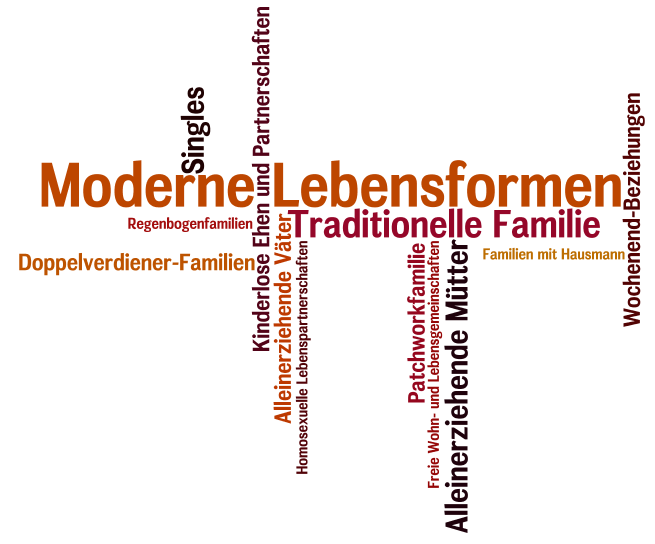 Singles
Kinderlose Ehen und Partnerschaften
Wochenend-Beziehungen
Moderne Lebensformen
Regenbogenfamilien
Traditionelle Familie
Doppelverdiener-Familien
Alleinerziehende Väter
Homosexuelle Lebenspartnerschaften
Patchworkfamilie
Freie Wohn- und Lebensgemeinschaften
Alleinerziehende Mütter
Familien mit Hausmann